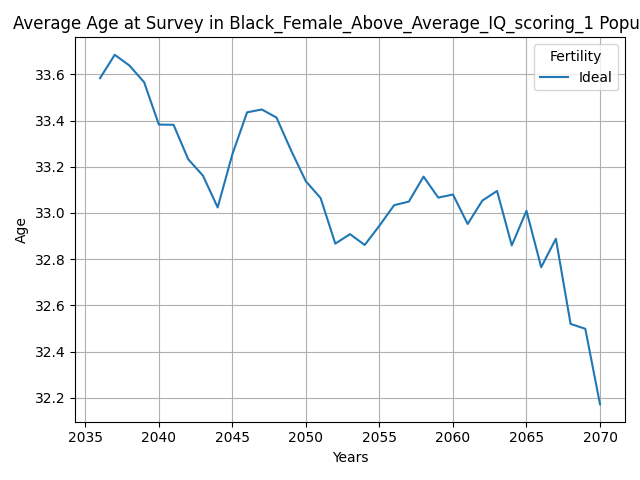 Average Age at Survey in Black_Female_Above_Average_IQ_scoring_1 Popu
Fertility
Ideal
33.6
33.4
33.2
33.0
32.8
32.6
32.4
32.2
Age
2035 2040 2045 2050 2055 2060 2065 2070
Years